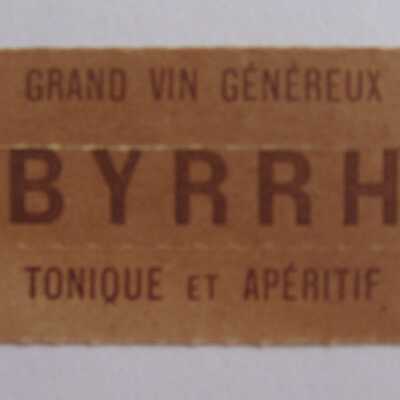 GRAND VIN GÉNÉREUX
BYRRH
TONIQUE ET APÉRITIF